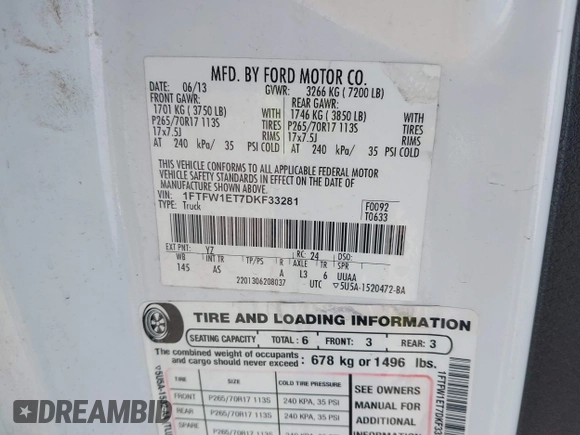 MFD. BY FORD MOTOR CO.
DATE: 06/13 GVWR: 3266 KG ( 7200 LB)
FRONT GAWR: REAR GAWR:
1701 KG ( 3750 LB) WITH 1746 KG ( 3850 LB) WITH
P265/70R17 113S TIRES P265/70R17 113S TIRES
17x7.5J RIMS 17x7.5J RIMS
AT 240 kPa/ 35 PSI COLD AT 240 kPa/ 35 PSI COLD
THIS VEHICLE CONFORMS TO ALL APPLICABLE FEDERAL MOTOR
VEHICLE SAFETY STANDARDS IN EFFECT ON THE DATE OF
MANUFACTURE SHOWN ABOVE.
VIN: 1FTFW1ET7DKF33281 F0092
TYPE: Truck T0633
EXT PNT: YZ RC: 24 DSO:
WB INT TR TP/PS R AXLE TR SPR
145 AS A L3 6 UUAA
2201306208037 UTC ▽5U5A-1520472-BA
TIRE AND LOADING INFORMATION
SEATING CAPACITY TOTAL: 6 FRONT: 3 REAR: 3
The combined weight of occupants
and cargo should never exceed: 678 kg or 1496 lbs.
TIRE SIZE COLD TIRE PRESSURE
FRONT P265/70R17 113S 240 KPA, 35 PSI
REAR P265/70R17 113S 240 KPA, 35 PSI
SPARE
SEE OWNERS
MANUAL FOR
ADDITIONAL
INFORMATION
AUTOBIDCAR